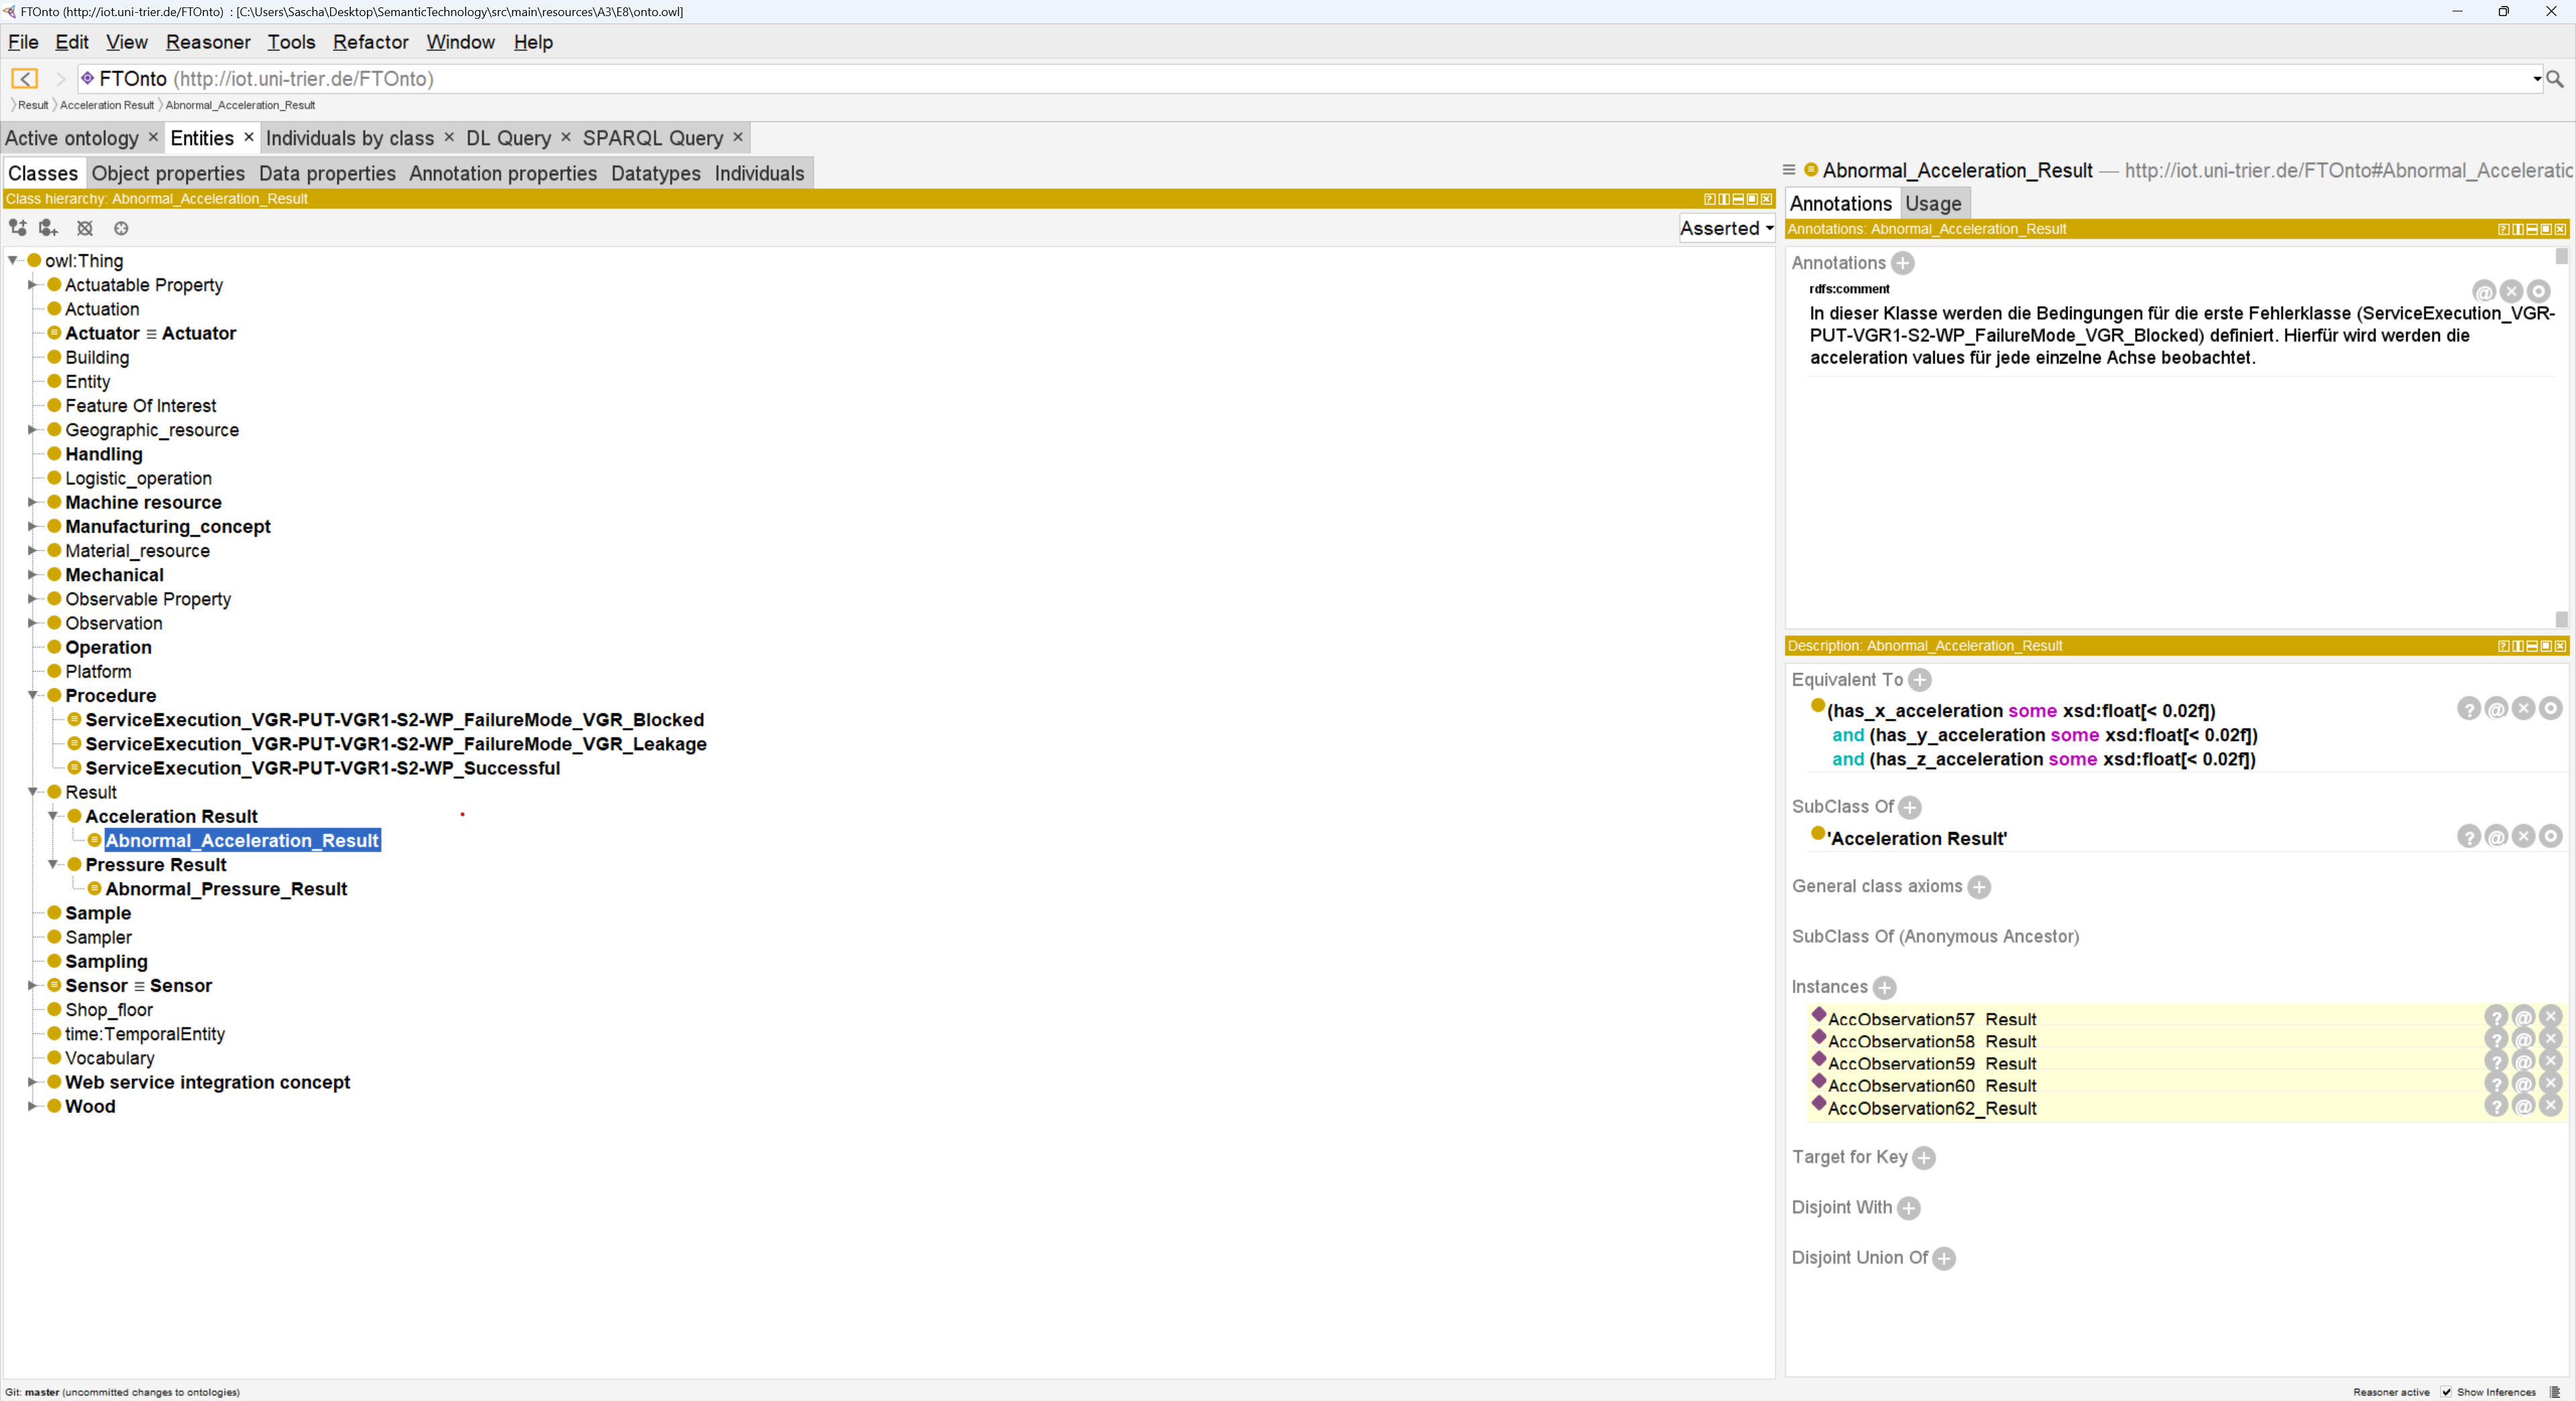 FTOnto (http://iot.uni-trier.de/FTOnto) : [C:\Users\Sascha\Desktop\SemanticTechnology\src\main\resources\A3\E8\onto.owl]
File Edit View Reasoner Tools Refactor Window Help
FTOnto (http://iot.uni-trier.de/FTOnto)
Result Acceleration Result Abnormal_Acceleration_Result
Active ontology × Entities × Individuals by class × DL Query × SPARQL Query ×
Classes Object properties Data properties Annotation properties Datatypes Individuals
Class hierarchy: Abnormal_Acceleration_Result
Asserted
owl:Thing
Actuatable Property
Actuation
Actuator ≡ Actuator
Building
Entity
Feature Of Interest
Geographic_resource
Handling
Logistic_operation
Machine resource
Manufacturing_concept
Material_resource
Mechanical
Observable Property
Observation
Operation
Platform
Procedure
ServiceExecution_VGR-PUT-VGR1-S2-WP_FailureMode_VGR_Blocked
ServiceExecution_VGR-PUT-VGR1-S2-WP_FailureMode_VGR_Leakage
ServiceExecution_VGR-PUT-VGR1-S2-WP_Successful
Result
Acceleration Result
Abnormal_Acceleration_Result
Pressure Result
Abnormal_Pressure_Result
Sample
Sampler
Sampling
Sensor ≡ Sensor
Shop_floor
time:TemporalEntity
Vocabulary
Web service integration concept
Wood
Abnormal_Acceleration_Result — http://iot.uni-trier.de/FTOnto#Abnormal_Acceleratic
Annotations Usage
Annotations: Abnormal_Acceleration_Result
Annotations
rdfs:comment
In dieser Klasse werden die Bedingungen für die erste Fehlerklasse (ServiceExecution_VGR-
PUT-VGR1-S2-WP_FailureMode_VGR_Blocked) definiert. Hierfür wird werden die
acceleration values für jede einzelne Achse beobachtet.
Description: Abnormal_Acceleration_Result
Equivalent To
(has_x_acceleration some xsd:float[< 0.02f])
and (has_y_acceleration some xsd:float[< 0.02f])
and (has_z_acceleration some xsd:float[< 0.02f])
SubClass Of
'Acceleration Result'
General class axioms
SubClass Of (Anonymous Ancestor)
Instances
AccObservation57_Result
AccObservation58_Result
AccObservation59_Result
AccObservation60_Result
AccObservation62_Result
Target for Key
Disjoint With
Disjoint Union Of
Git: master (uncommitted changes to ontologies)
Reasoner active Show Inferences